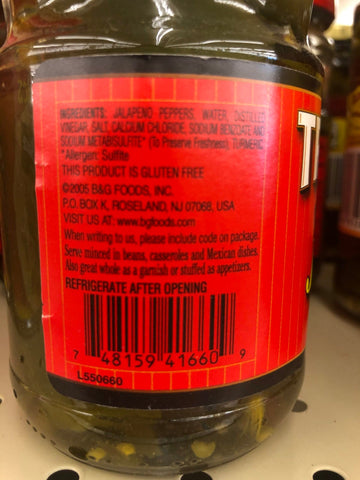 INGREDIENTS: JALAPENO PEPPERS, WATER, DISTILLED
VINEGAR, SALT, CALCIUM CHLORIDE, SODIUM BENZOATE AND
SODIUM METABISULFITE* (To Preserve Freshness), TURMERIC
*Allergen: Sulfite
THIS PRODUCT IS GLUTEN FREE
©2005 B&G FOODS, INC.
P.O. BOX K, ROSELAND, NJ 07068, USA
VISIT US AT: www.bgfoods.com
When writing to us, please include code on package.
Serve minced in beans, casseroles and Mexican dishes.
Also great whole as a garnish or stuffed as appetizers.
REFRIGERATE AFTER OPENING
7 48159 41660 9
L550660